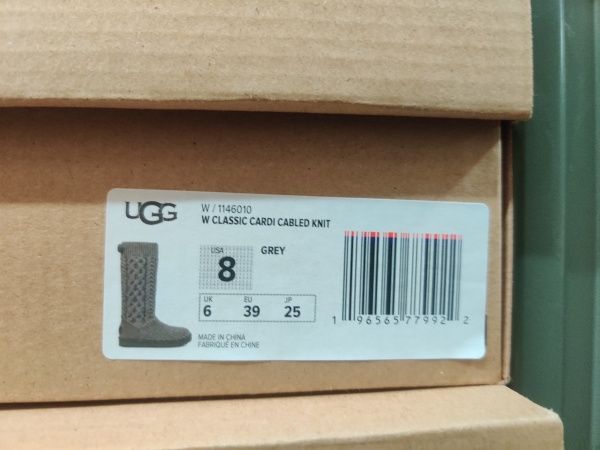 UGG
W / 1146010
W CLASSIC CARDI CABLED KNIT
USA
8
GREY
UK EU JP
6 39 25
MADE IN CHINA
FABRIQUÉ EN CHINE
1 96565 77992 2